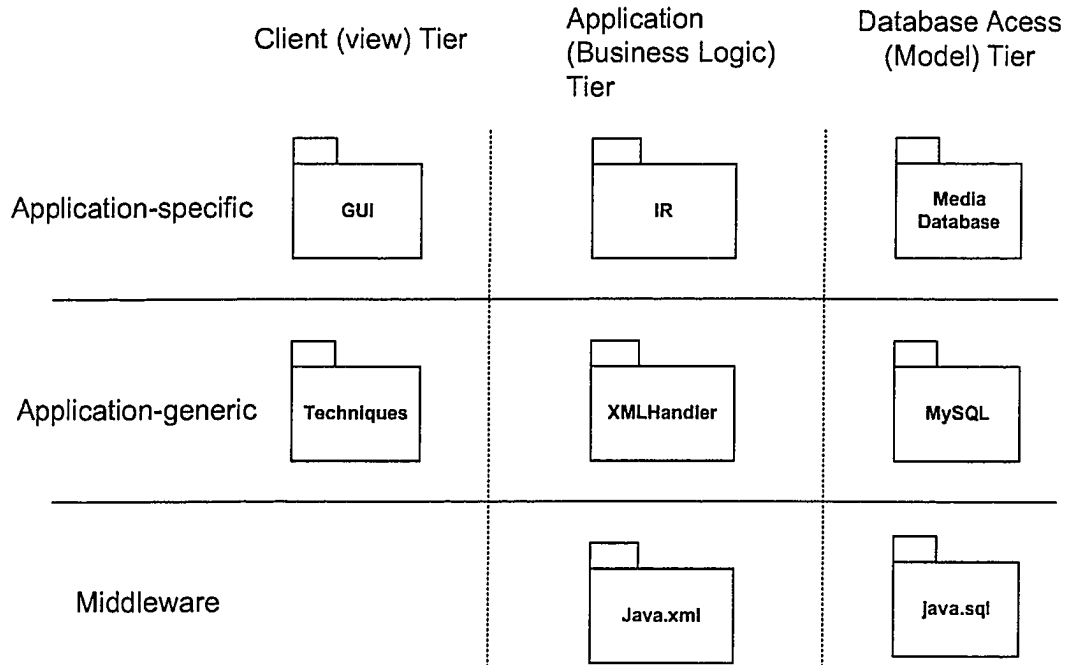 Client (view) Tier
Application
(Business Logic)
Tier
Database Acess
(Model) Tier
Application-specific
GUI
IR
Media
Database
Application-generic
Techniques
XMLHandler
MySQL
Middleware
Java.xml
java.sql